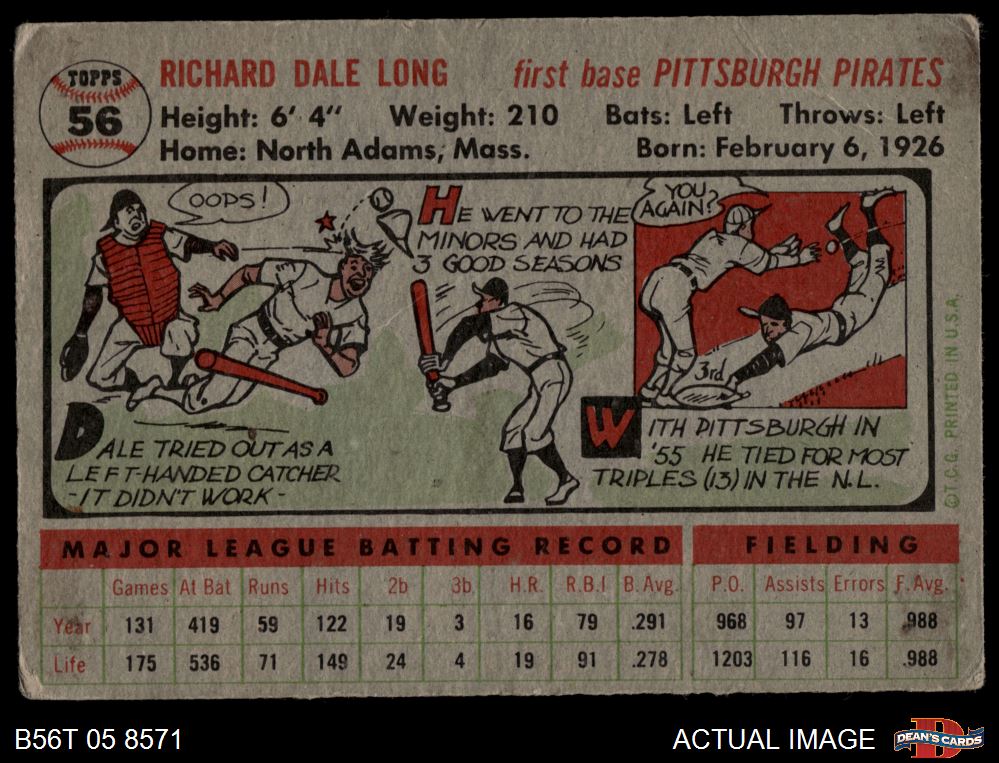 TOPPS
56
RICHARD DALE LONG first base PITTSBURGH PIRATES
Height: 6' 4" Weight: 210 Bats: Left Throws: Left
Home: North Adams, Mass. Born: February 6, 1926
OOPS!
DALE TRIED OUT AS A
LEFT-HANDED CATCHER
-IT DIDN'T WORK-
HE WENT TO THE
MINORS AND HAD
3 GOOD SEASONS
YOU
AGAIN?
3rd
WITH PITTSBURGH IN
'55 HE TIED FOR MOST
TRIPLES (13) IN THE N.L.
©T.C.G. PRINTED IN U.S.A.
MAJOR LEAGUE BATTING RECORD FIELDING
Games At Bat Runs Hits 2b 3b H.R. R.B.I B.Avg. P.O. Assists Errors F.Avg.
Year 131 419 59 122 19 3 16 79 .291 968 97 13 .988
Life 175 536 71 149 24 4 19 91 .278 1203 116 16 .988
B56T 05 8571 ACTUAL IMAGE
DEAN'S CARDS